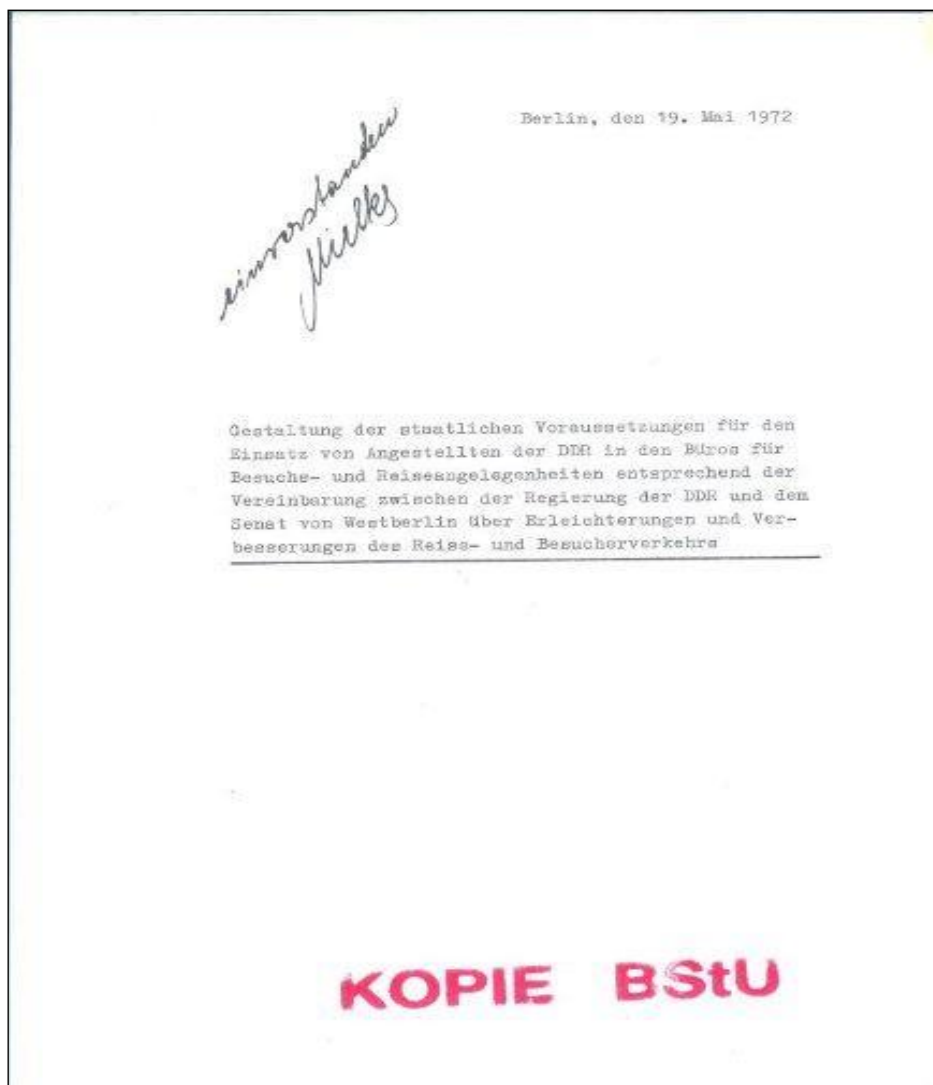 Berlin, den 19. Mai 1972
einverstanden
Mielke
Gestaltung der staatlichen Voraussetzungen für den
Einsatz von Angestellten der DDR in den Büros für
Besuchs- und Reiseangelegenheiten entsprechend der
Vereinbarung zwischen der Regierung der DDR und dem
Senat von Westberlin über Erleichterungen und Ver-
besserungen des Reise- und Besucherverkehrs
KOPIE BStU